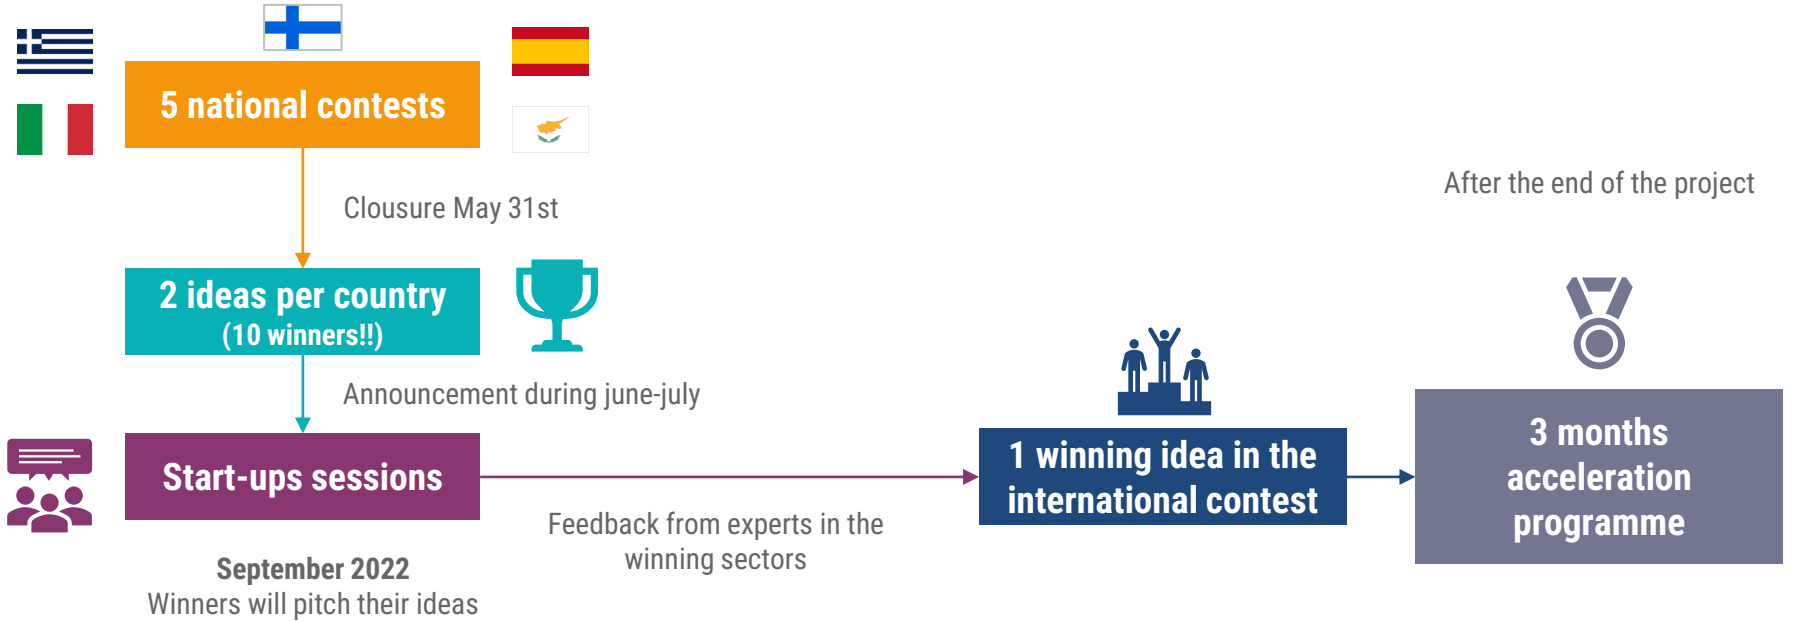 5 national contests
Clousure May 31st
2 ideas per country
(10 winners!!)
Announcement during june-july
Start-ups sessions
September 2022
Winners will pitch their ideas
Feedback from experts in the
winning sectors
1 winning idea in the
international contest
After the end of the project
3 months
acceleration
programme